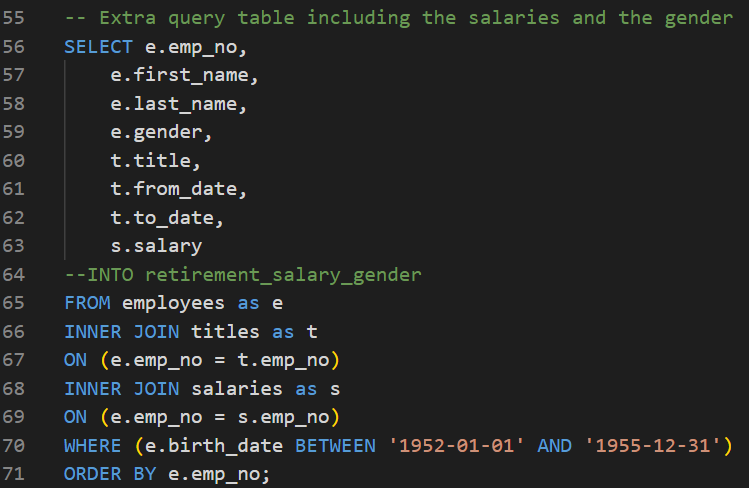 55 -- Extra query table including the salaries and the gender
56 SELECT e.emp_no,
57 e.first_name,
58 e.last_name,
59 e.gender,
60 t.title,
61 t.from_date,
62 t.to_date,
63 s.salary
64 --INTO retirement_salary_gender
65 FROM employees as e
66 INNER JOIN titles as t
67 ON (e.emp_no = t.emp_no)
68 INNER JOIN salaries as s
69 ON (e.emp_no = s.emp_no)
70 WHERE (e.birth_date BETWEEN '1952-01-01' AND '1955-12-31')
71 ORDER BY e.emp_no;